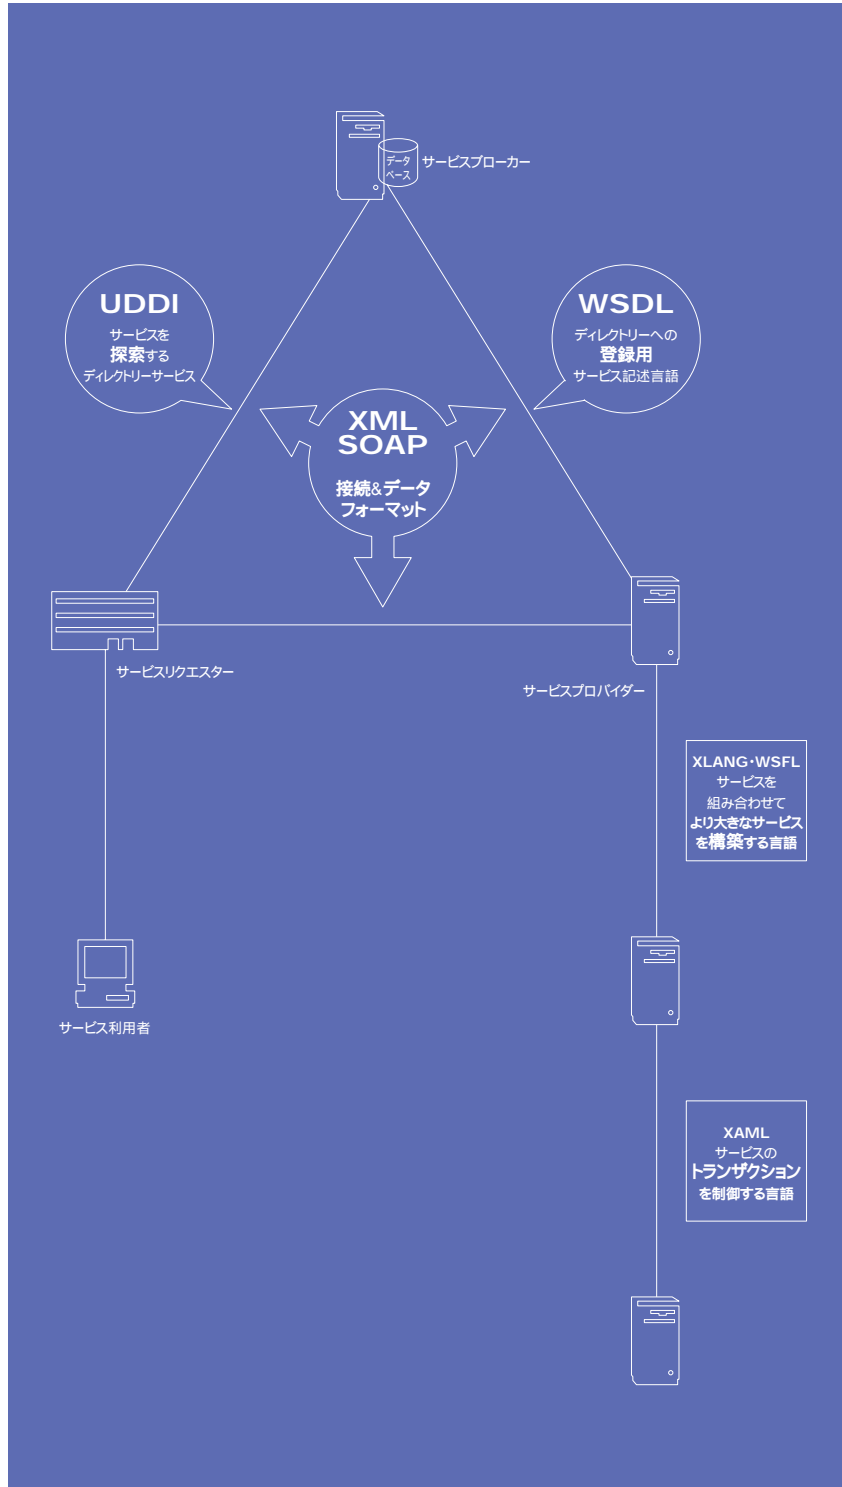 データ
ベース
サービスブローカー
UDDI
サービスを
探索する
ディレクトリーサービス
WSDL
ディレクトリーへの
登録用
サービス記述言語
XML
SOAP
接続&データ
フォーマット
サービスリクエスター
サービスプロバイダー
XLANG・WSFL
サービスを
組み合わせて
より大きなサービス
を構築する言語
サービス利用者
XAML
サービスの
トランザクション
を制御する言語